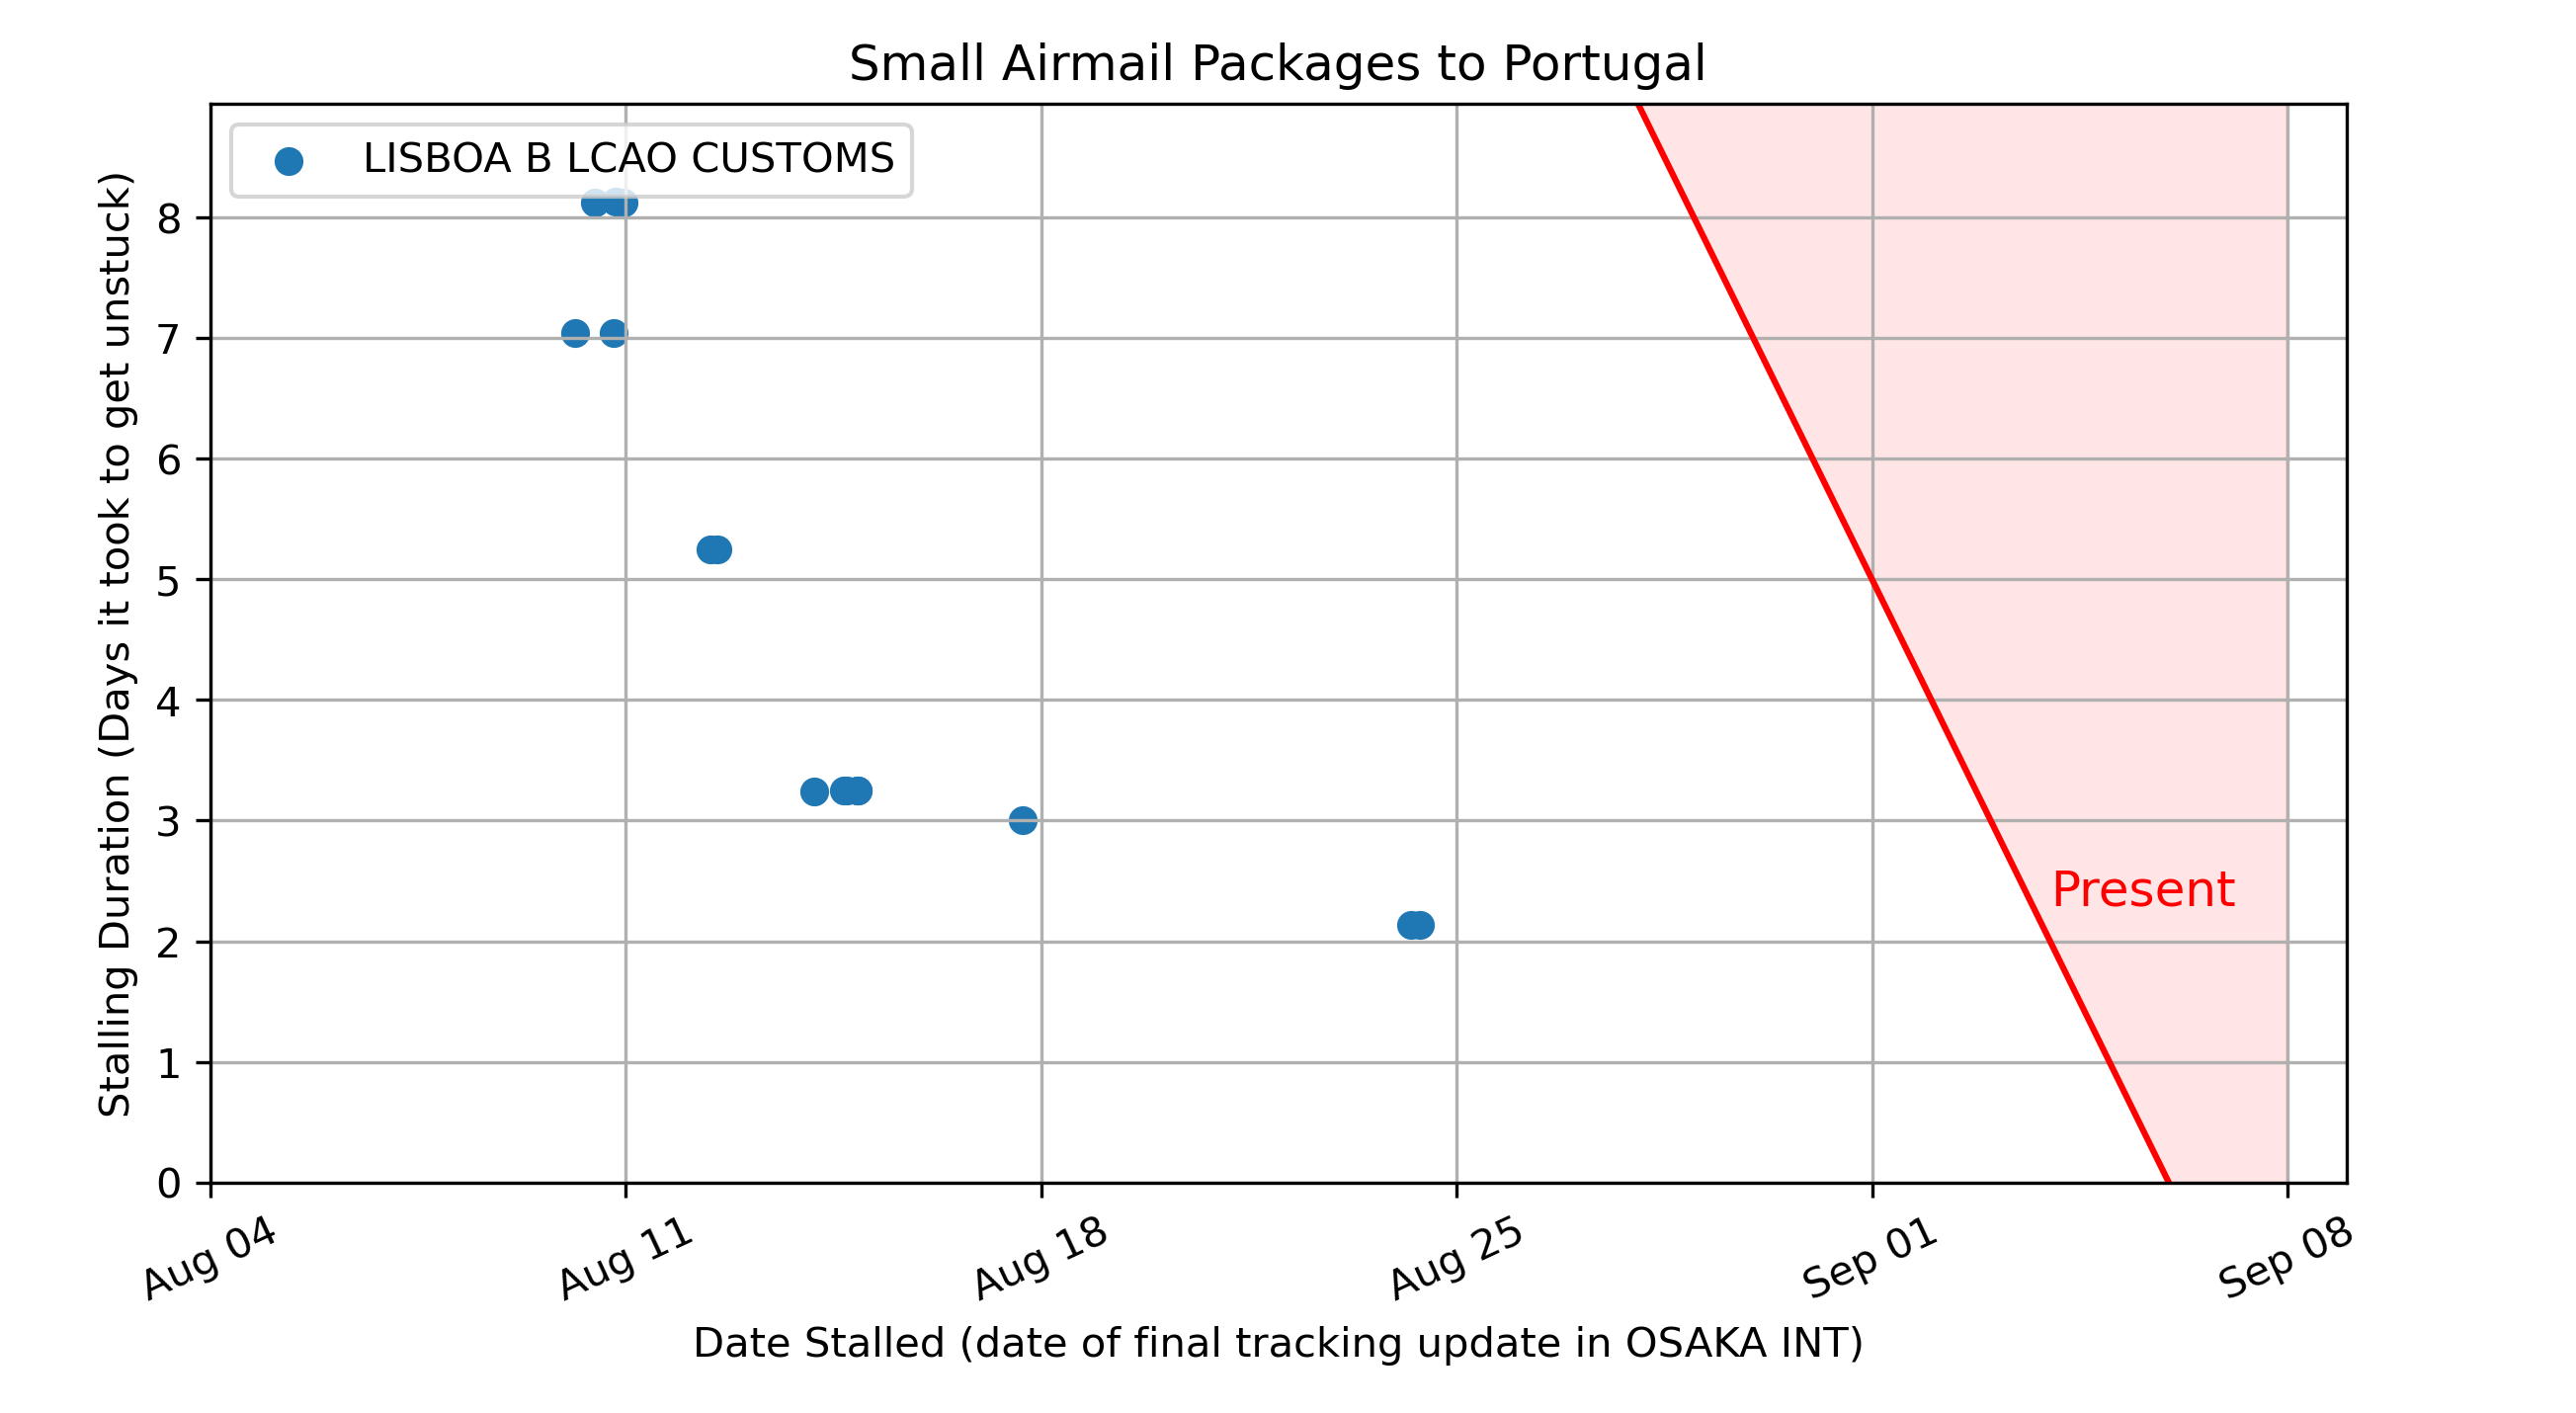 Small Airmail Packages to Portugal
LISBOA B LCAO CUSTOMS
Stalling Duration (Days it took to get unstuck)
8
7
6
5
4
3
2
1
0
Present
Aug 04
Aug 11
Aug 18
Aug 25
Sep 01
Sep 08
Date Stalled (date of final tracking update in OSAKA INT)